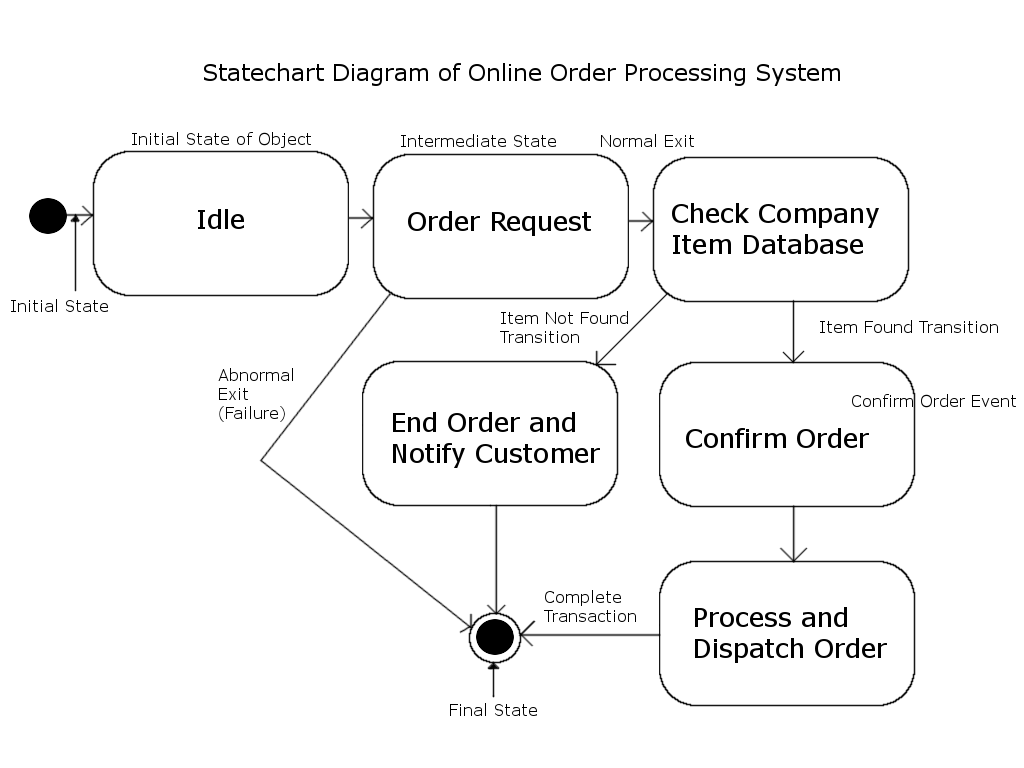 Statechart Diagram of Online Order Processing System
Initial State of Object
Intermediate State
Normal Exit
Idle
Order Request
Check Company
Item Database
Initial State
Item Not Found
Transition
Item Found Transition
Abnormal
Exit
(Failure)
End Order and
Notify Customer
Confirm Order Event
Confirm Order
Complete
Transaction
Process and
Dispatch Order
Final State